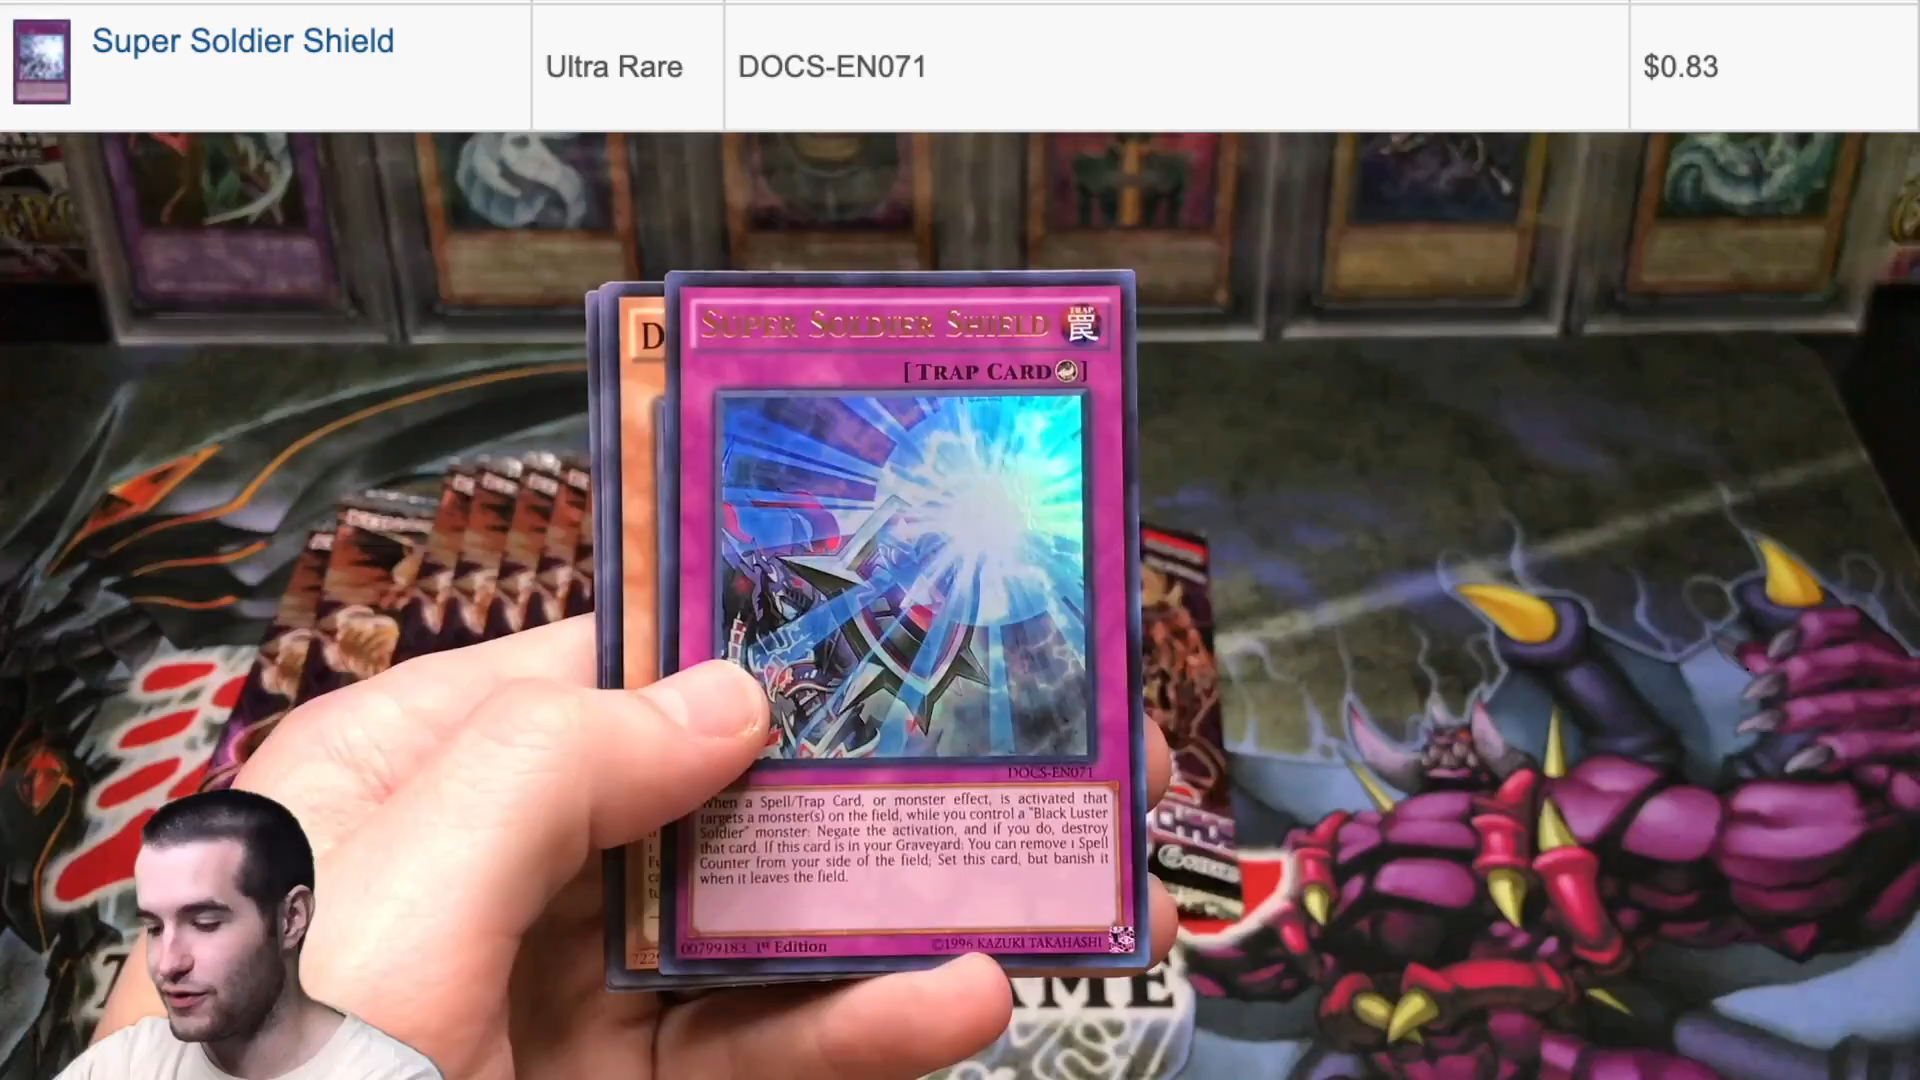 Super Soldier Shield
Ultra Rare
DOCS-EN071
$0.83
SUPER SOLDIER SHIELD
TRAP
罠
[TRAP CARD]
D
DOCS-EN071
When a Spell/Trap Card, or monster effect, is activated that
targets a monster(s) on the field, while you control a "Black Luster
Soldier" monster: Negate the activation, and if you do, destroy
that card. If this card is in your Graveyard: You can remove 1 Spell
Counter from your side of the field; Set this card, but banish it
when it leaves the field.
00799183 1st Edition
©1996 KAZUKI TAKAHASHI
722